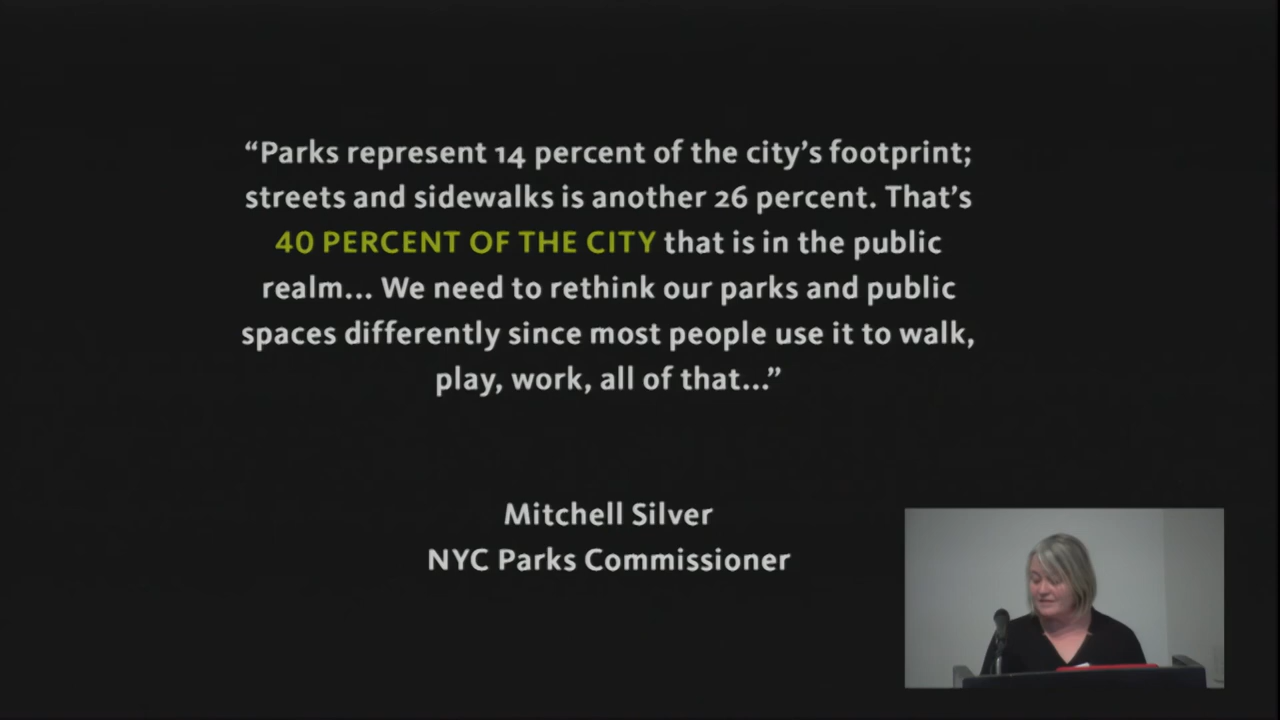 “Parks represent 14 percent of the city’s footprint;
streets and sidewalks is another 26 percent. That’s
40 PERCENT OF THE CITY that is in the public
realm... We need to rethink our parks and public
spaces differently since most people use it to walk,
play, work, all of that...”
Mitchell Silver
NYC Parks Commissioner